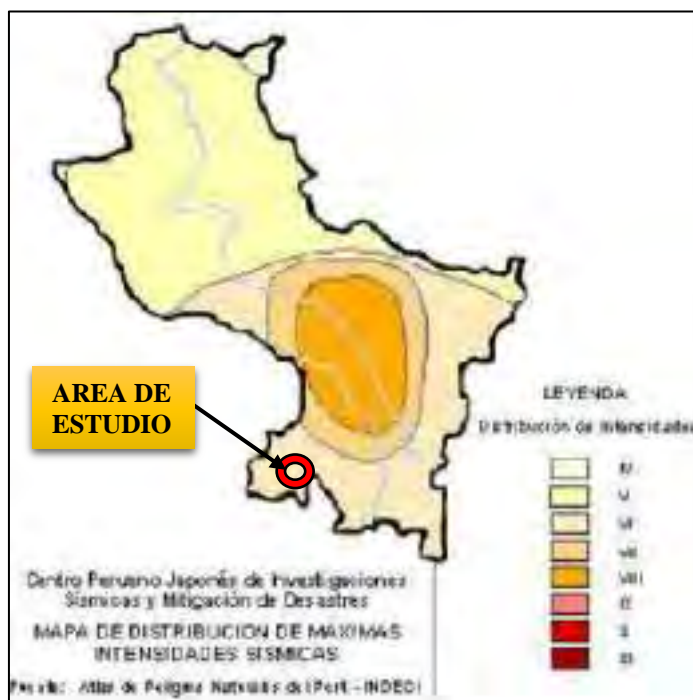 AREA DE
ESTUDIO
LEYENDA
Distribución de Intensidades
IV
V
VI
VII
VIII
IX
X
XI
Centro Peruano Japonés de Investigaciones
Sísmicas y Mitigación de Desastres
MAPA DE DISTRIBUCION DE MAXIMAS
INTENSIDADES SISMICAS
Fuente: Atlas de Peligros Naturales del Perú - INDECI